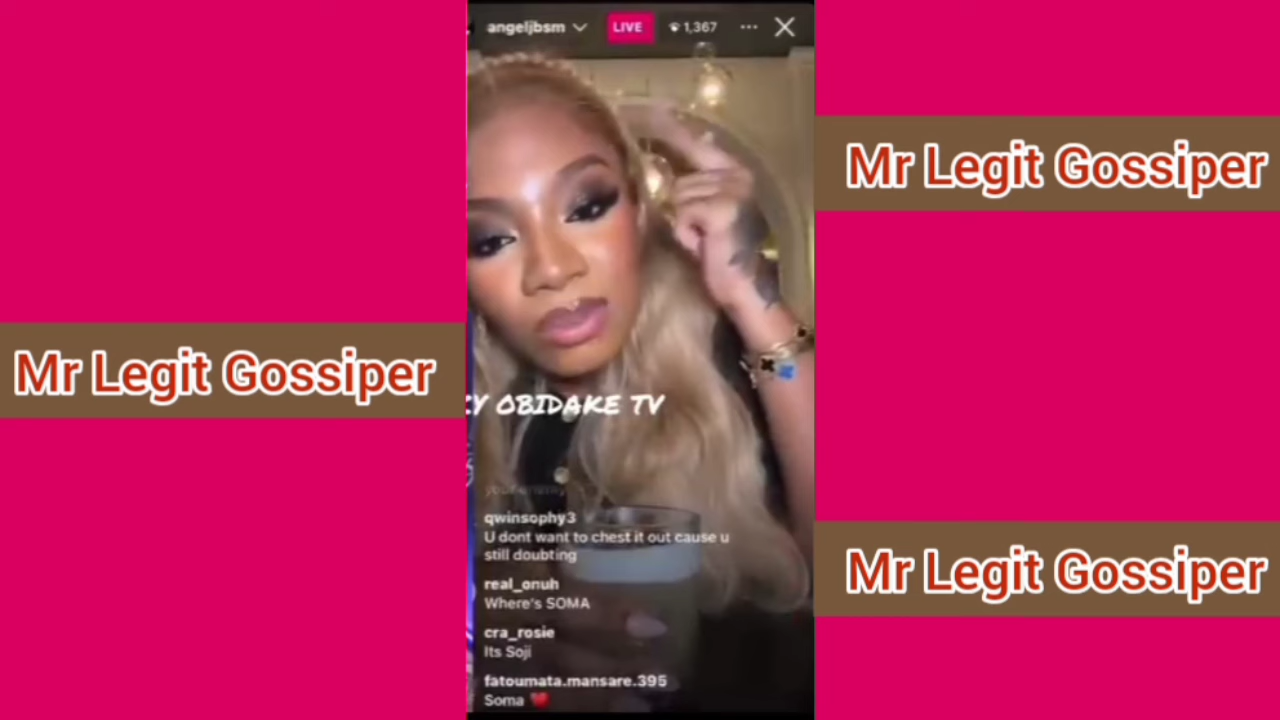 angeljbsm
LIVE
1,367
Mr Legit Gossiper
Mr Legit Gossiper
OBIDAKE TV
qwinsophy3
U dont want to chest it out cause u
still doubting
real_onuh
Where's SOMA
cra_rosie
Its Soji
fatoumata.mansare.395
Soma ❤️
Mr Legit Gossiper